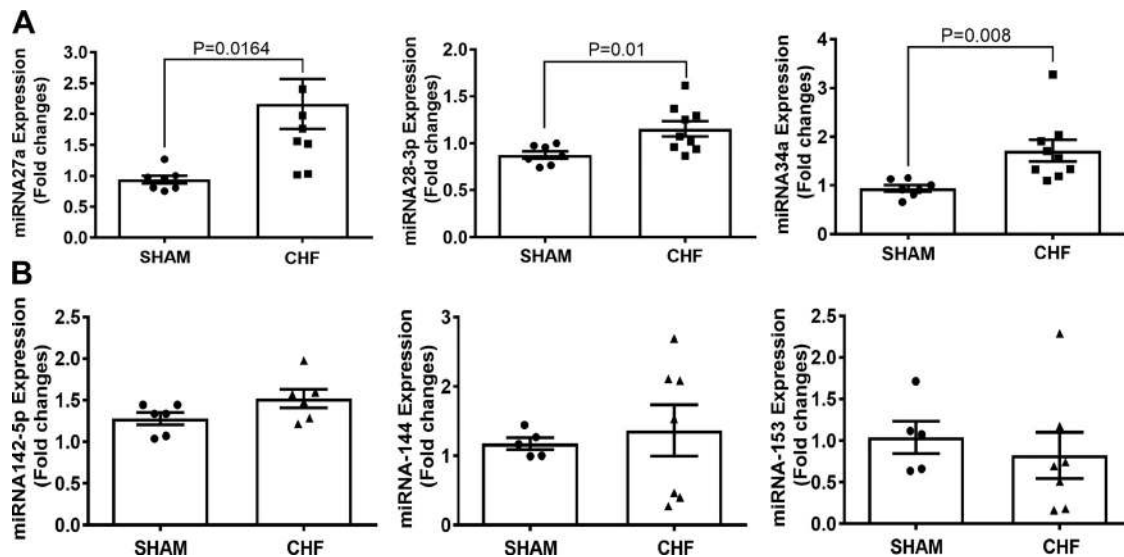 A
miRNA27a Expression
(Fold changes)
3.0
2.5
2.0
1.5
1.0
0.5
0.0
P=0.0164
SHAM CHF
miRNA28-3p Expression
(Fold changes)
2.0
1.5
1.0
0.5
0.0
P=0.01
SHAM CHF
miRNA34a Expression
(Fold changes)
4
3
2
1
0
P=0.008
SHAM CHF
B
miRNA142-5p Expression
(Fold changes)
2.5
2.0
1.5
1.0
0.5
0.0
SHAM CHF
miRNA-144 Expression
(Fold changes)
3
2
1
0
SHAM CHF
miRNA-153 Expression
(Fold changes)
2.5
2.0
1.5
1.0
0.5
0.0
SHAM CHF